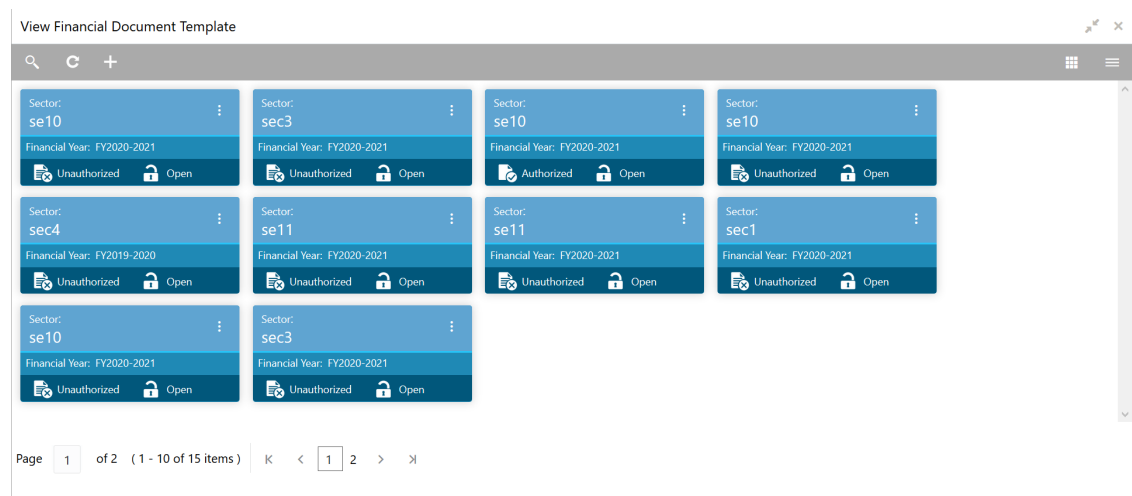 View Financial Document Template
Sector: Sector: Sector: Sector:
se10 sec3 se10 se10
Financial Year: FY2020-2021 Financial Year: FY2020-2021 Financial Year: FY2020-2021 Financial Year: FY2020-2021
Unauthorized Open Unauthorized Open Authorized Open Unauthorized Open
Sector: Sector: Sector: Sector:
sec4 se11 se11 sec1
Financial Year: FY2019-2020 Financial Year: FY2020-2021 Financial Year: FY2020-2021 Financial Year: FY2020-2021
Unauthorized Open Unauthorized Open Unauthorized Open Unauthorized Open
Sector: Sector:
se10 sec3
Financial Year: FY2020-2021 Financial Year: FY2020-2021
Unauthorized Open Unauthorized Open
Page 1 of 2 ( 1 - 10 of 15 items ) 1 2